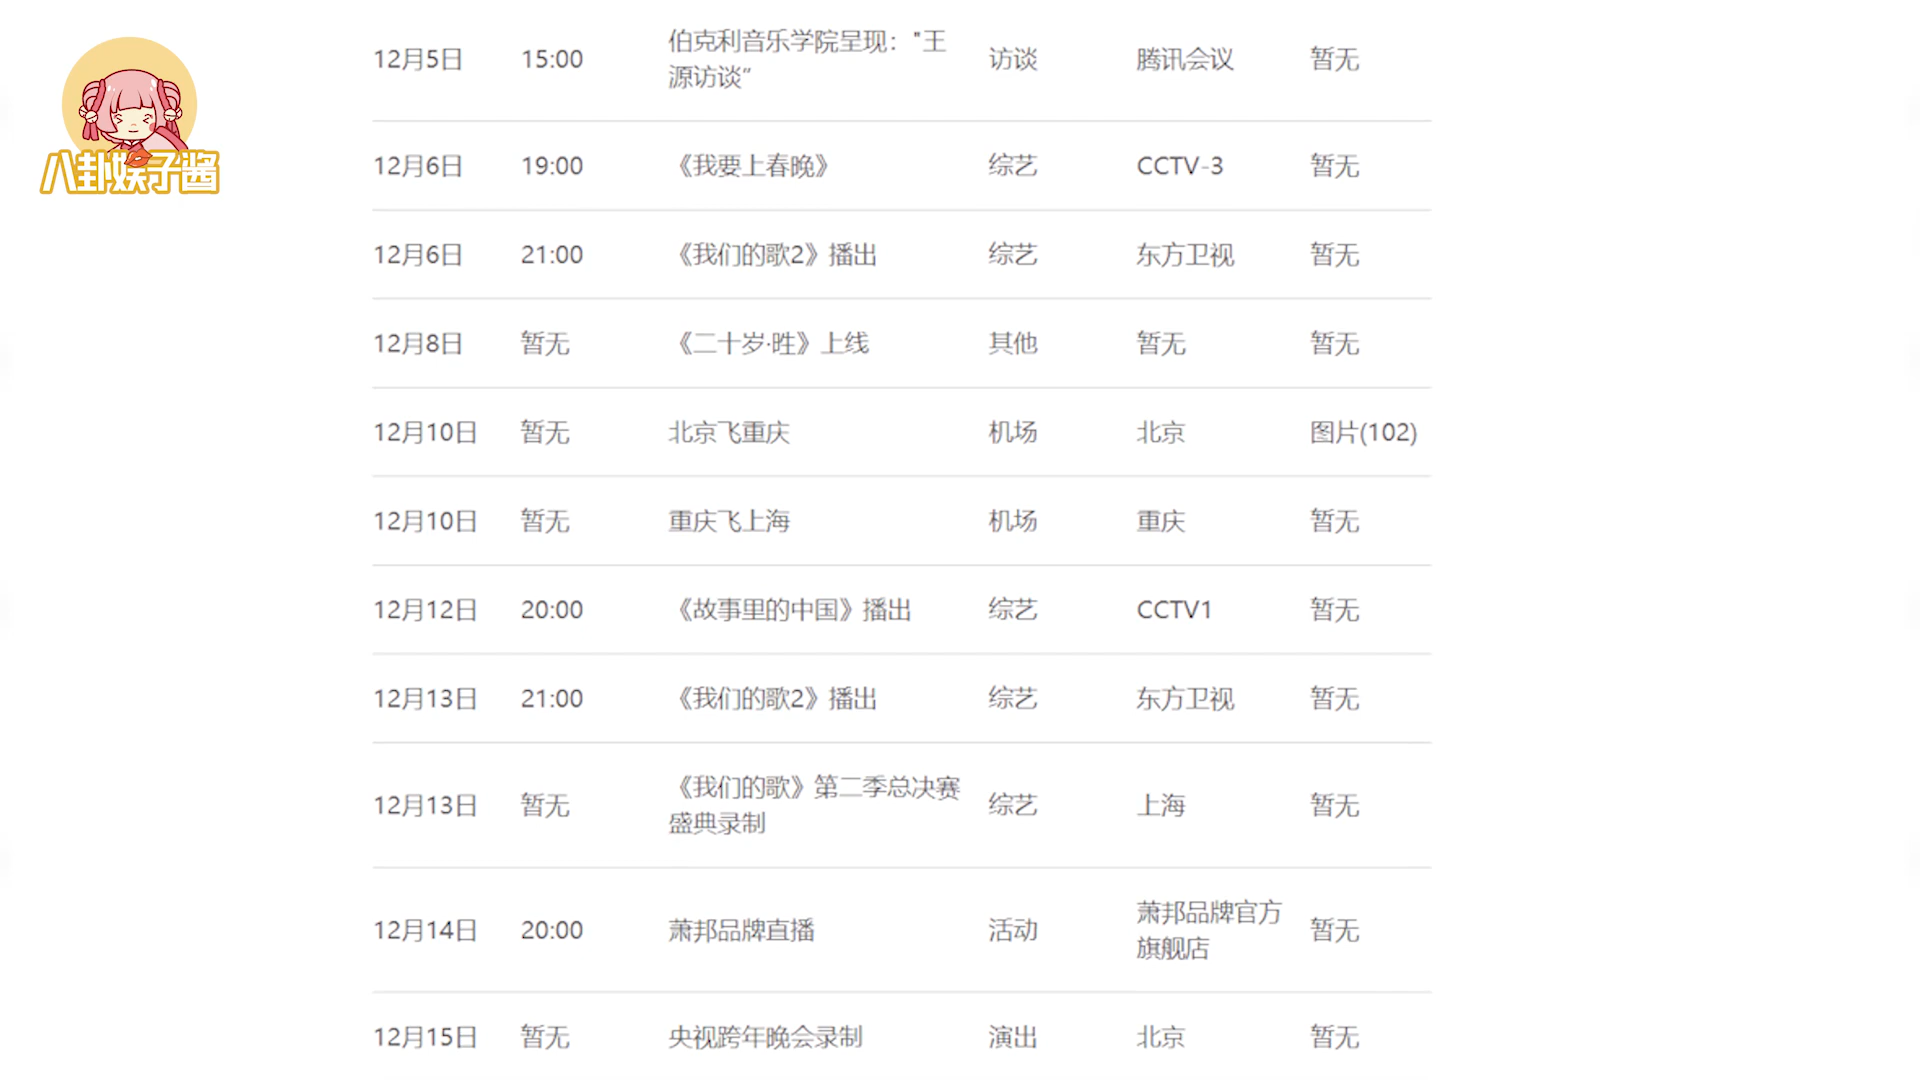 八卦娱子酱
12月5日 15:00 伯克利音乐学院呈现："王源访谈" 访谈 腾讯会议 暂无
12月6日 19:00 《我要上春晚》 综艺 CCTV-3 暂无
12月6日 21:00 《我们的歌2》播出 综艺 东方卫视 暂无
12月8日 暂无 《二十岁·甠》上线 其他 暂无 暂无
12月10日 暂无 北京飞重庆 机场 北京 图片(102)
12月10日 暂无 重庆飞上海 机场 重庆 暂无
12月12日 20:00 《故事里的中国》播出 综艺 CCTV1 暂无
12月13日 21:00 《我们的歌2》播出 综艺 东方卫视 暂无
12月13日 暂无 《我们的歌》第二季总决赛盛典录制 综艺 上海 暂无
12月14日 20:00 萧邦品牌直播 活动 萧邦品牌官方旗舰店 暂无
12月15日 暂无 央视跨年晚会录制 演出 北京 暂无